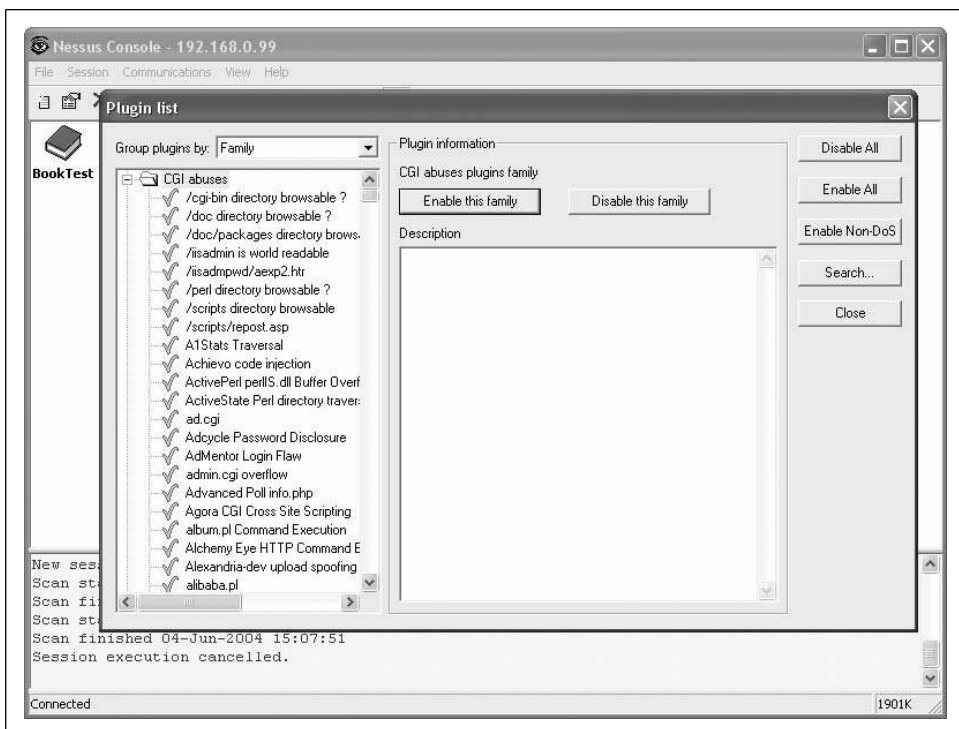 Nessus Console - 192.168.0.99
File Session Communications View Help
Plugin list
BookTest
Group plugins by: Family
CGI abuses
/cgi-bin directory browsable ?
/doc directory browsable ?
/doc/packages directory brows
/iisadmin is world readable
/iisadmpwd/aexp2.htr
/perl directory browsable ?
/scripts directory browsable
/scripts/repost.asp
A1Stats Traversal
Achievo code injection
ActivePerl perlIS.dll Buffer Overf
ActiveState Perl directory traver
ad.cgi
Adcycle Password Disclosure
AdMentor Login Flaw
admin.cgi overflow
Advanced Poll info.php
Agora CGI Cross Site Scripting
album.pl Command Execution
Alchemy Eye HTTP Command E
Alexandria-dev upload spoofing
alibaba.pl
Plugin information
CGI abuses plugins family
Enable this family Disable this family
Description
Disable All
Enable All
Enable Non-DoS
Search...
Close
New ses
Scan st
Scan fi
Scan st
Scan finished 04-Jun-2004 15:07:51
Session execution cancelled.
Connected 1901K